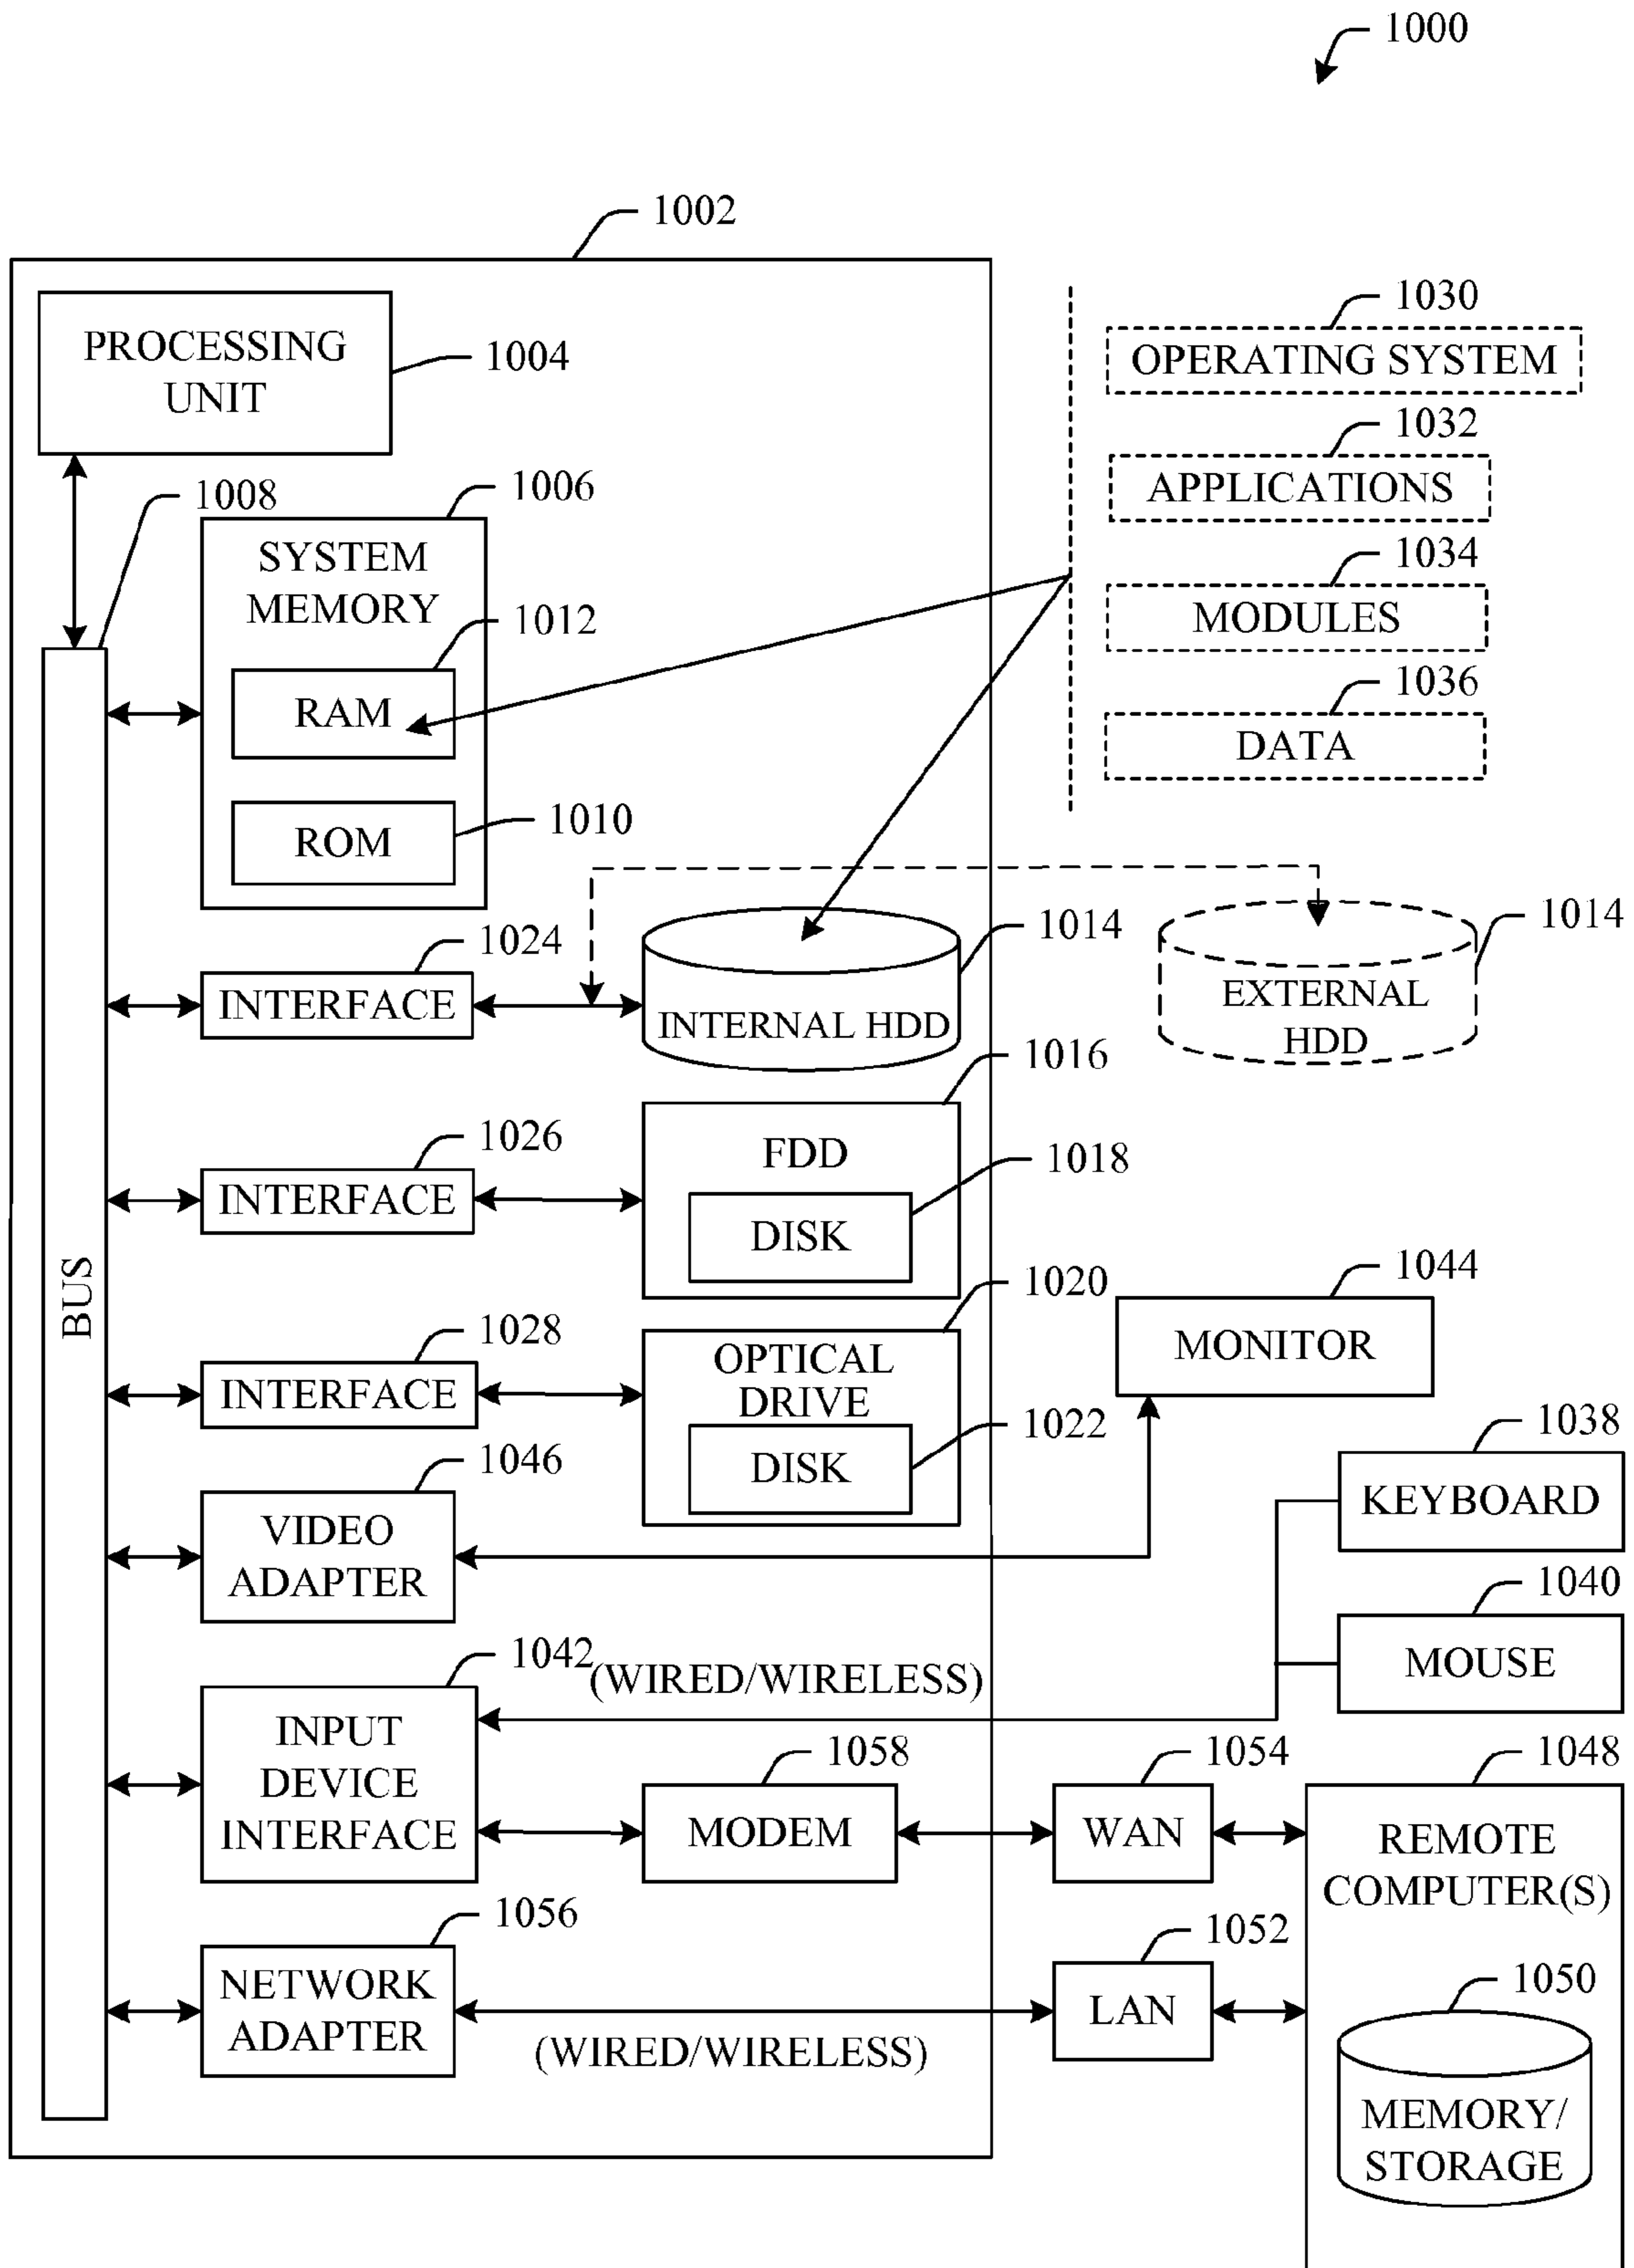 1000
1002
PROCESSING
UNIT
1004
1030
OPERATING SYSTEM
1032
APPLICATIONS
1034
MODULES
1036
DATA
1008
1006
SYSTEM
MEMORY
1012
RAM
1010
ROM
1024
INTERFACE
1014
INTERNAL HDD
1014
EXTERNAL
HDD
1026
INTERFACE
1016
FDD
1018
DISK
BUS
1028
INTERFACE
1020
OPTICAL
DRIVE
1022
DISK
1044
MONITOR
1046
VIDEO
ADAPTER
1038
KEYBOARD
1040
MOUSE
1042
(WIRED/WIRELESS)
INPUT
DEVICE
INTERFACE
1058
MODEM
1054
WAN
1048
REMOTE
COMPUTER(S)
1056
NETWORK
ADAPTER
(WIRED/WIRELESS)
1052
LAN
1050
MEMORY/
STORAGE